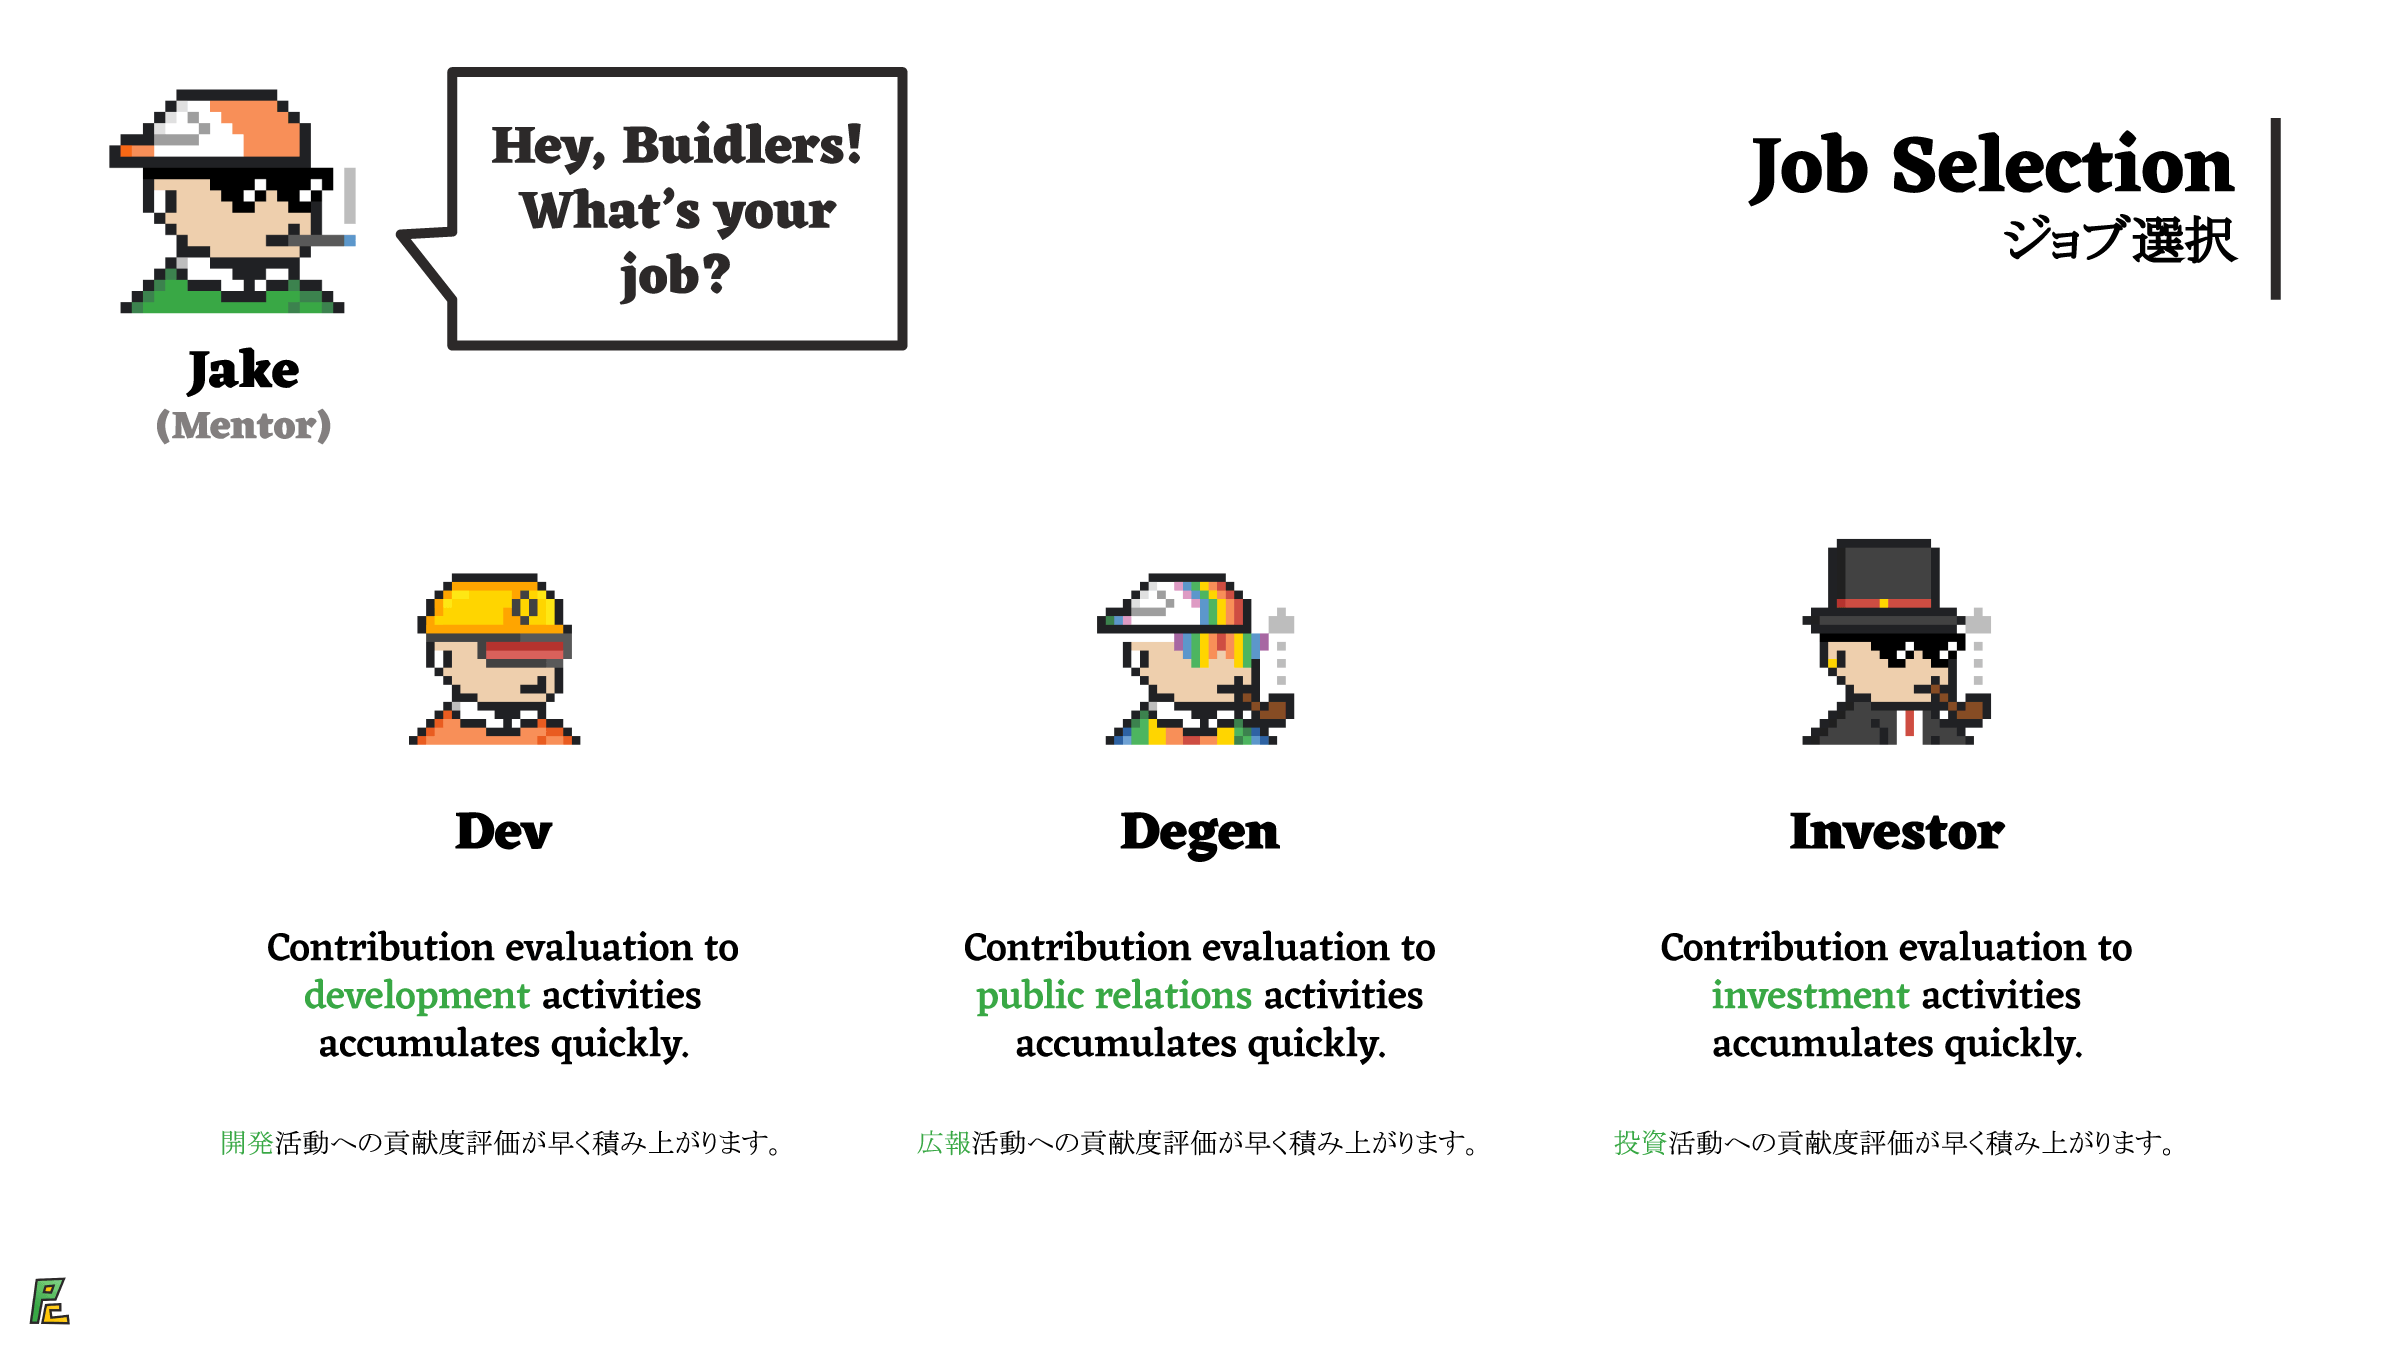 Hey, Buidlers!
What's your
job?
Job Selection
ジョブ選択
Jake
(Mentor)
Dev
Contribution evaluation to
development activities
accumulates quickly.
開発活動への貢献度評価が早く積み上がります。
Degen
Contribution evaluation to
public relations activities
accumulates quickly.
広報活動への貢献度評価が早く積み上がります。
Investor
Contribution evaluation to
investment activities
accumulates quickly.
投資活動への貢献度評価が早く積み上がります。
PC